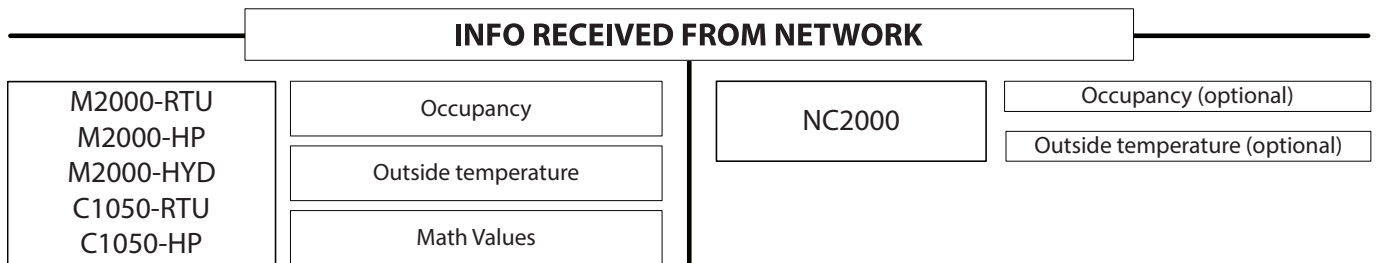 INFO RECEIVED FROM NETWORK
M2000-RTU
M2000-HP
M2000-HYD
C1050-RTU
C1050-HP
Occupancy
Outside temperature
Math Values
NC2000
Occupancy (optional)
Outside temperature (optional)